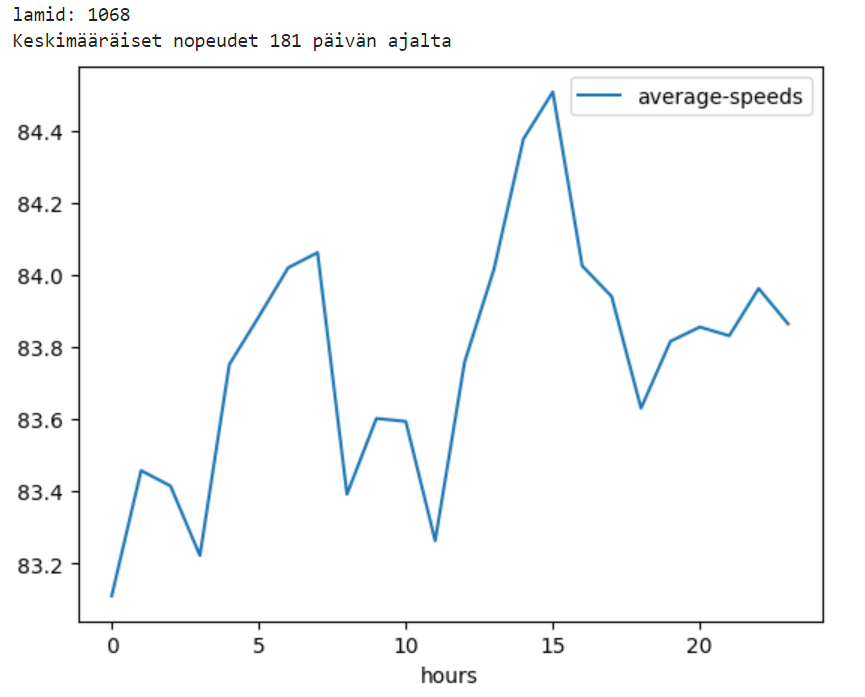 lamid: 1068
Keskimääräiset nopeudet 181 päivän ajalta
average-speeds
84.4
84.2
84.0
83.8
83.6
83.4
83.2
0 5 10 15 20
hours